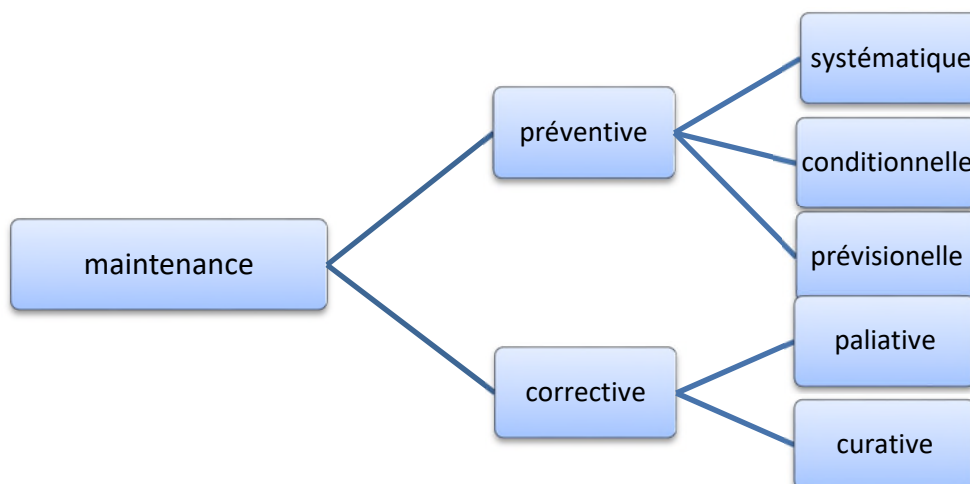 maintenance
préventive
systématique
conditionnelle
prévisionelle
corrective
paliative
curative